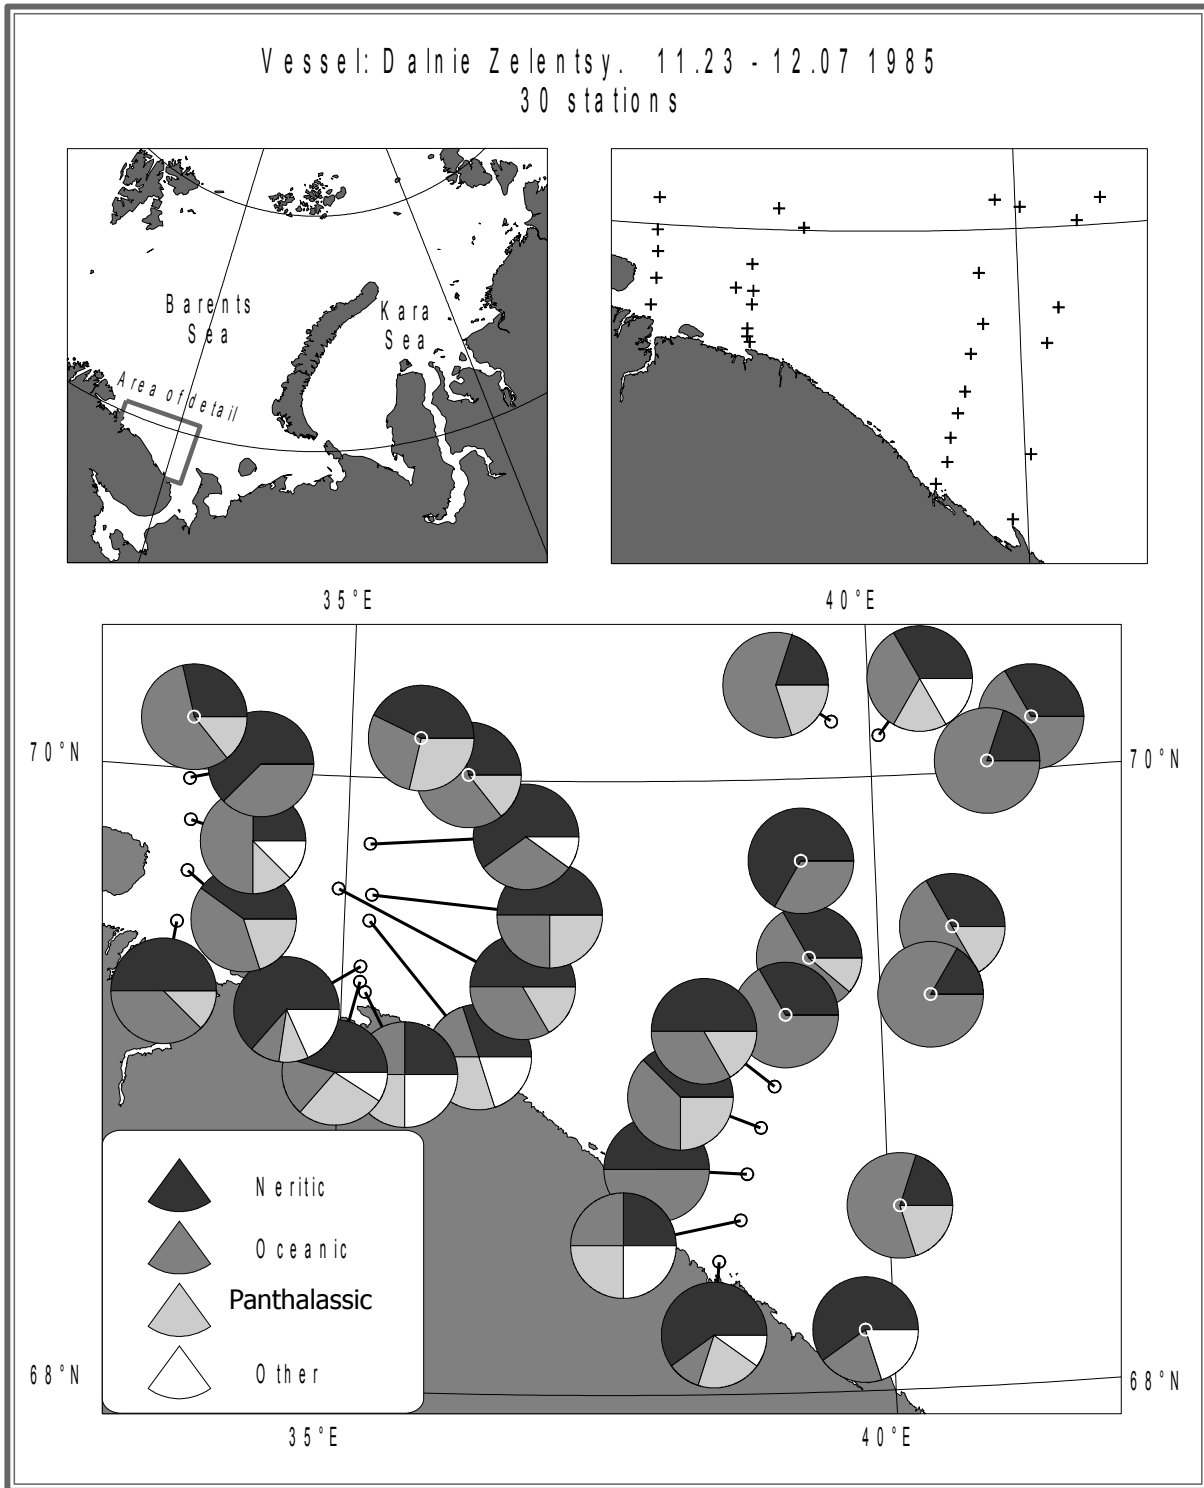 Vessel: Dalnie Zelentsy. 11.23 - 12.07 1985
30 stations
Barents
Sea
Kara
Sea
Area of detail
35°E
40°E
70°N
70°N
Neritic
Oceanic
Panthalassic
Other
68°N
68°N
35°E
40°E